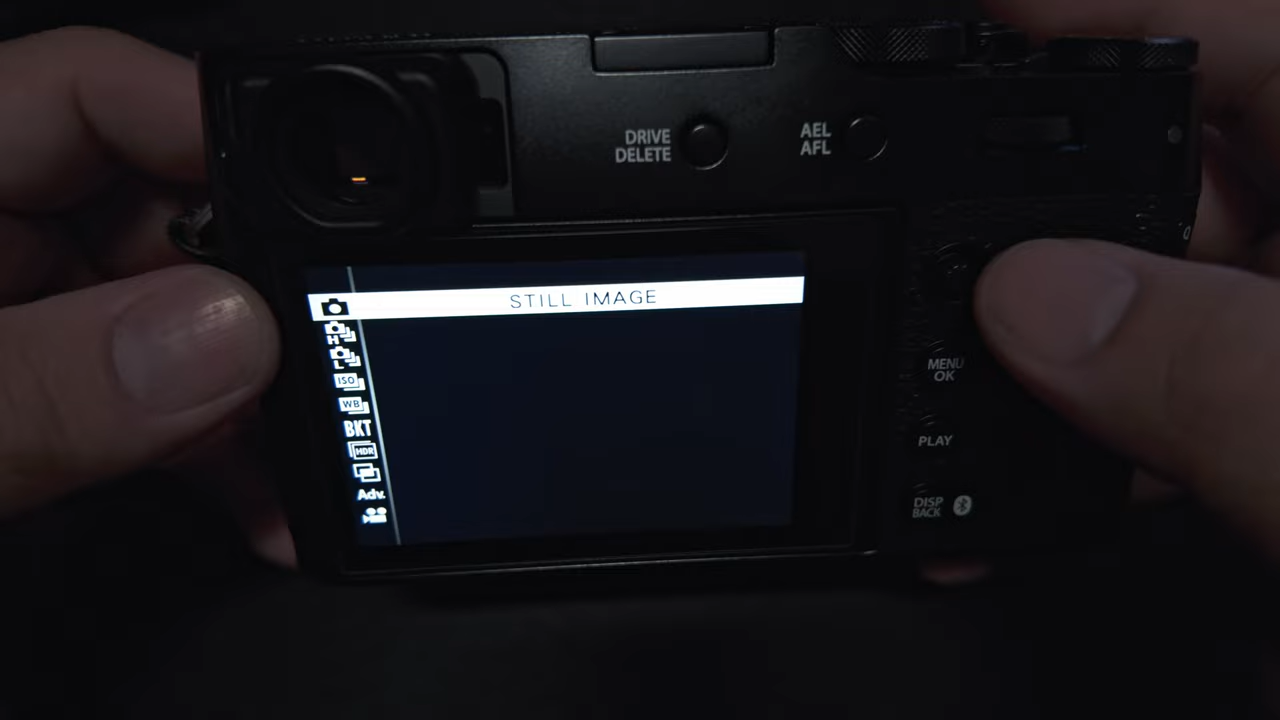 DRIVE
DELETE
AEL
AFL
STILL IMAGE
H
L
ISO
WB
BKT
HDR
Adv.
MENU
OK
PLAY
DISP
BACK